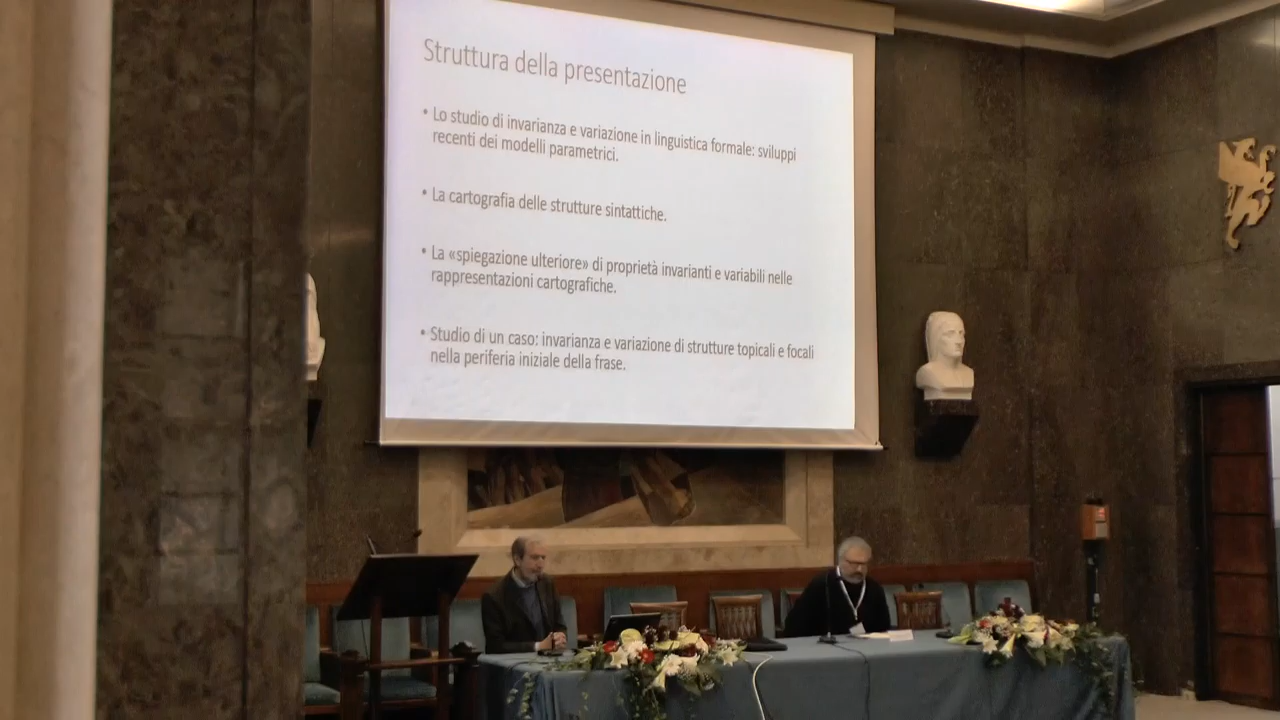 Struttura della presentazione
• Lo studio di invarianza e variazione in linguistica formale: sviluppi
recenti dei modelli parametrici.
• La cartografia delle strutture sintattiche.
• La «spiegazione ulteriore» di proprietà invarianti e variabili nelle
rappresentazioni cartografiche.
• Studio di un caso: invarianza e variazione di strutture topicali e focali
nella periferia iniziale della frase.